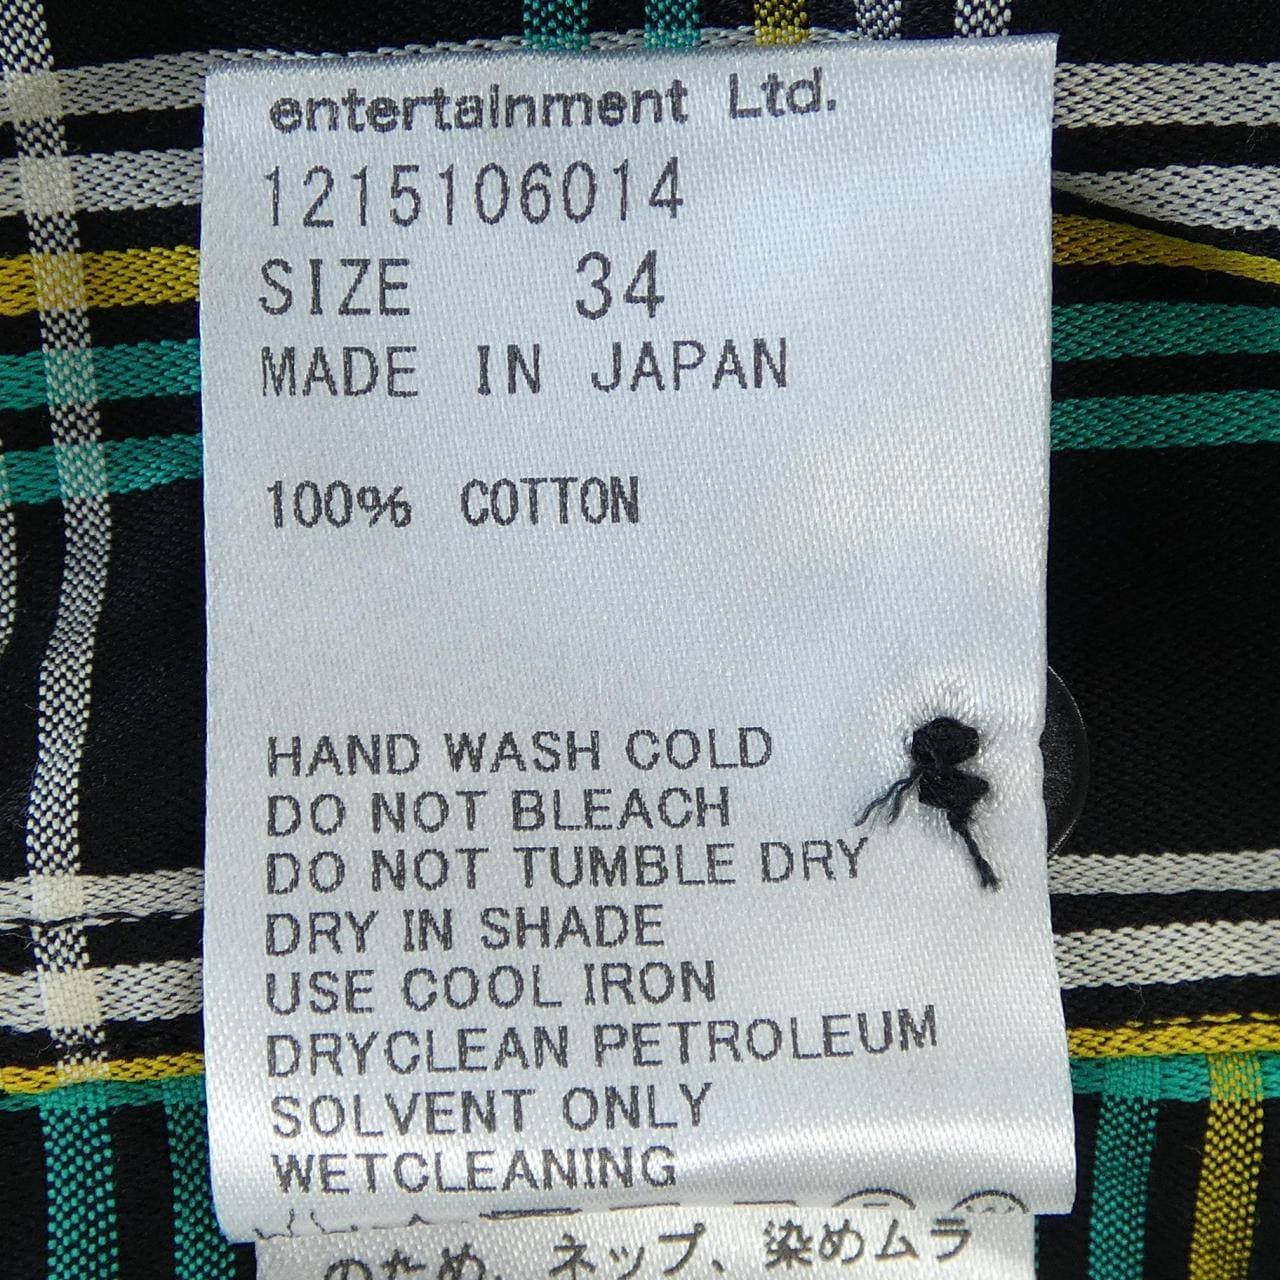 entertainment Ltd.
1215106014
SIZE 34
MADE IN JAPAN
100% COTTON
HAND WASH COLD
DO NOT BLEACH
DO NOT TUMBLE DRY
DRY IN SHADE
USE COOL IRON
DRYCLEAN PETROLEUM
SOLVENT ONLY
WETCLEANING
のため、ネップ、染めムラ